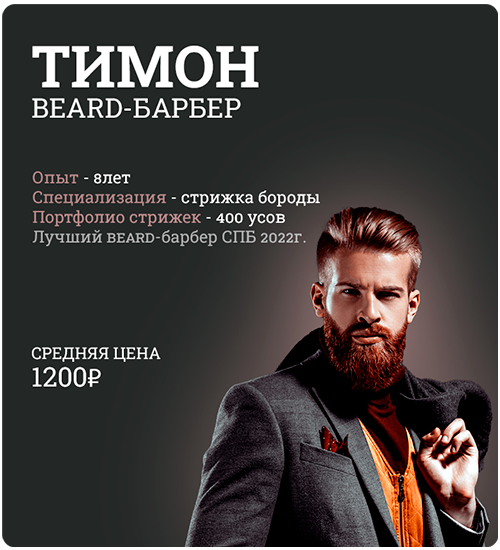 ТИМОН
BEARD-БАРБЕР
Опыт - 8лет
Специализация - стрижка бороды
Портфолио стрижек - 400 усов
Лучший BEARD-барбер СПБ 2022г.
СРЕДНЯЯ ЦЕНА
1200₽